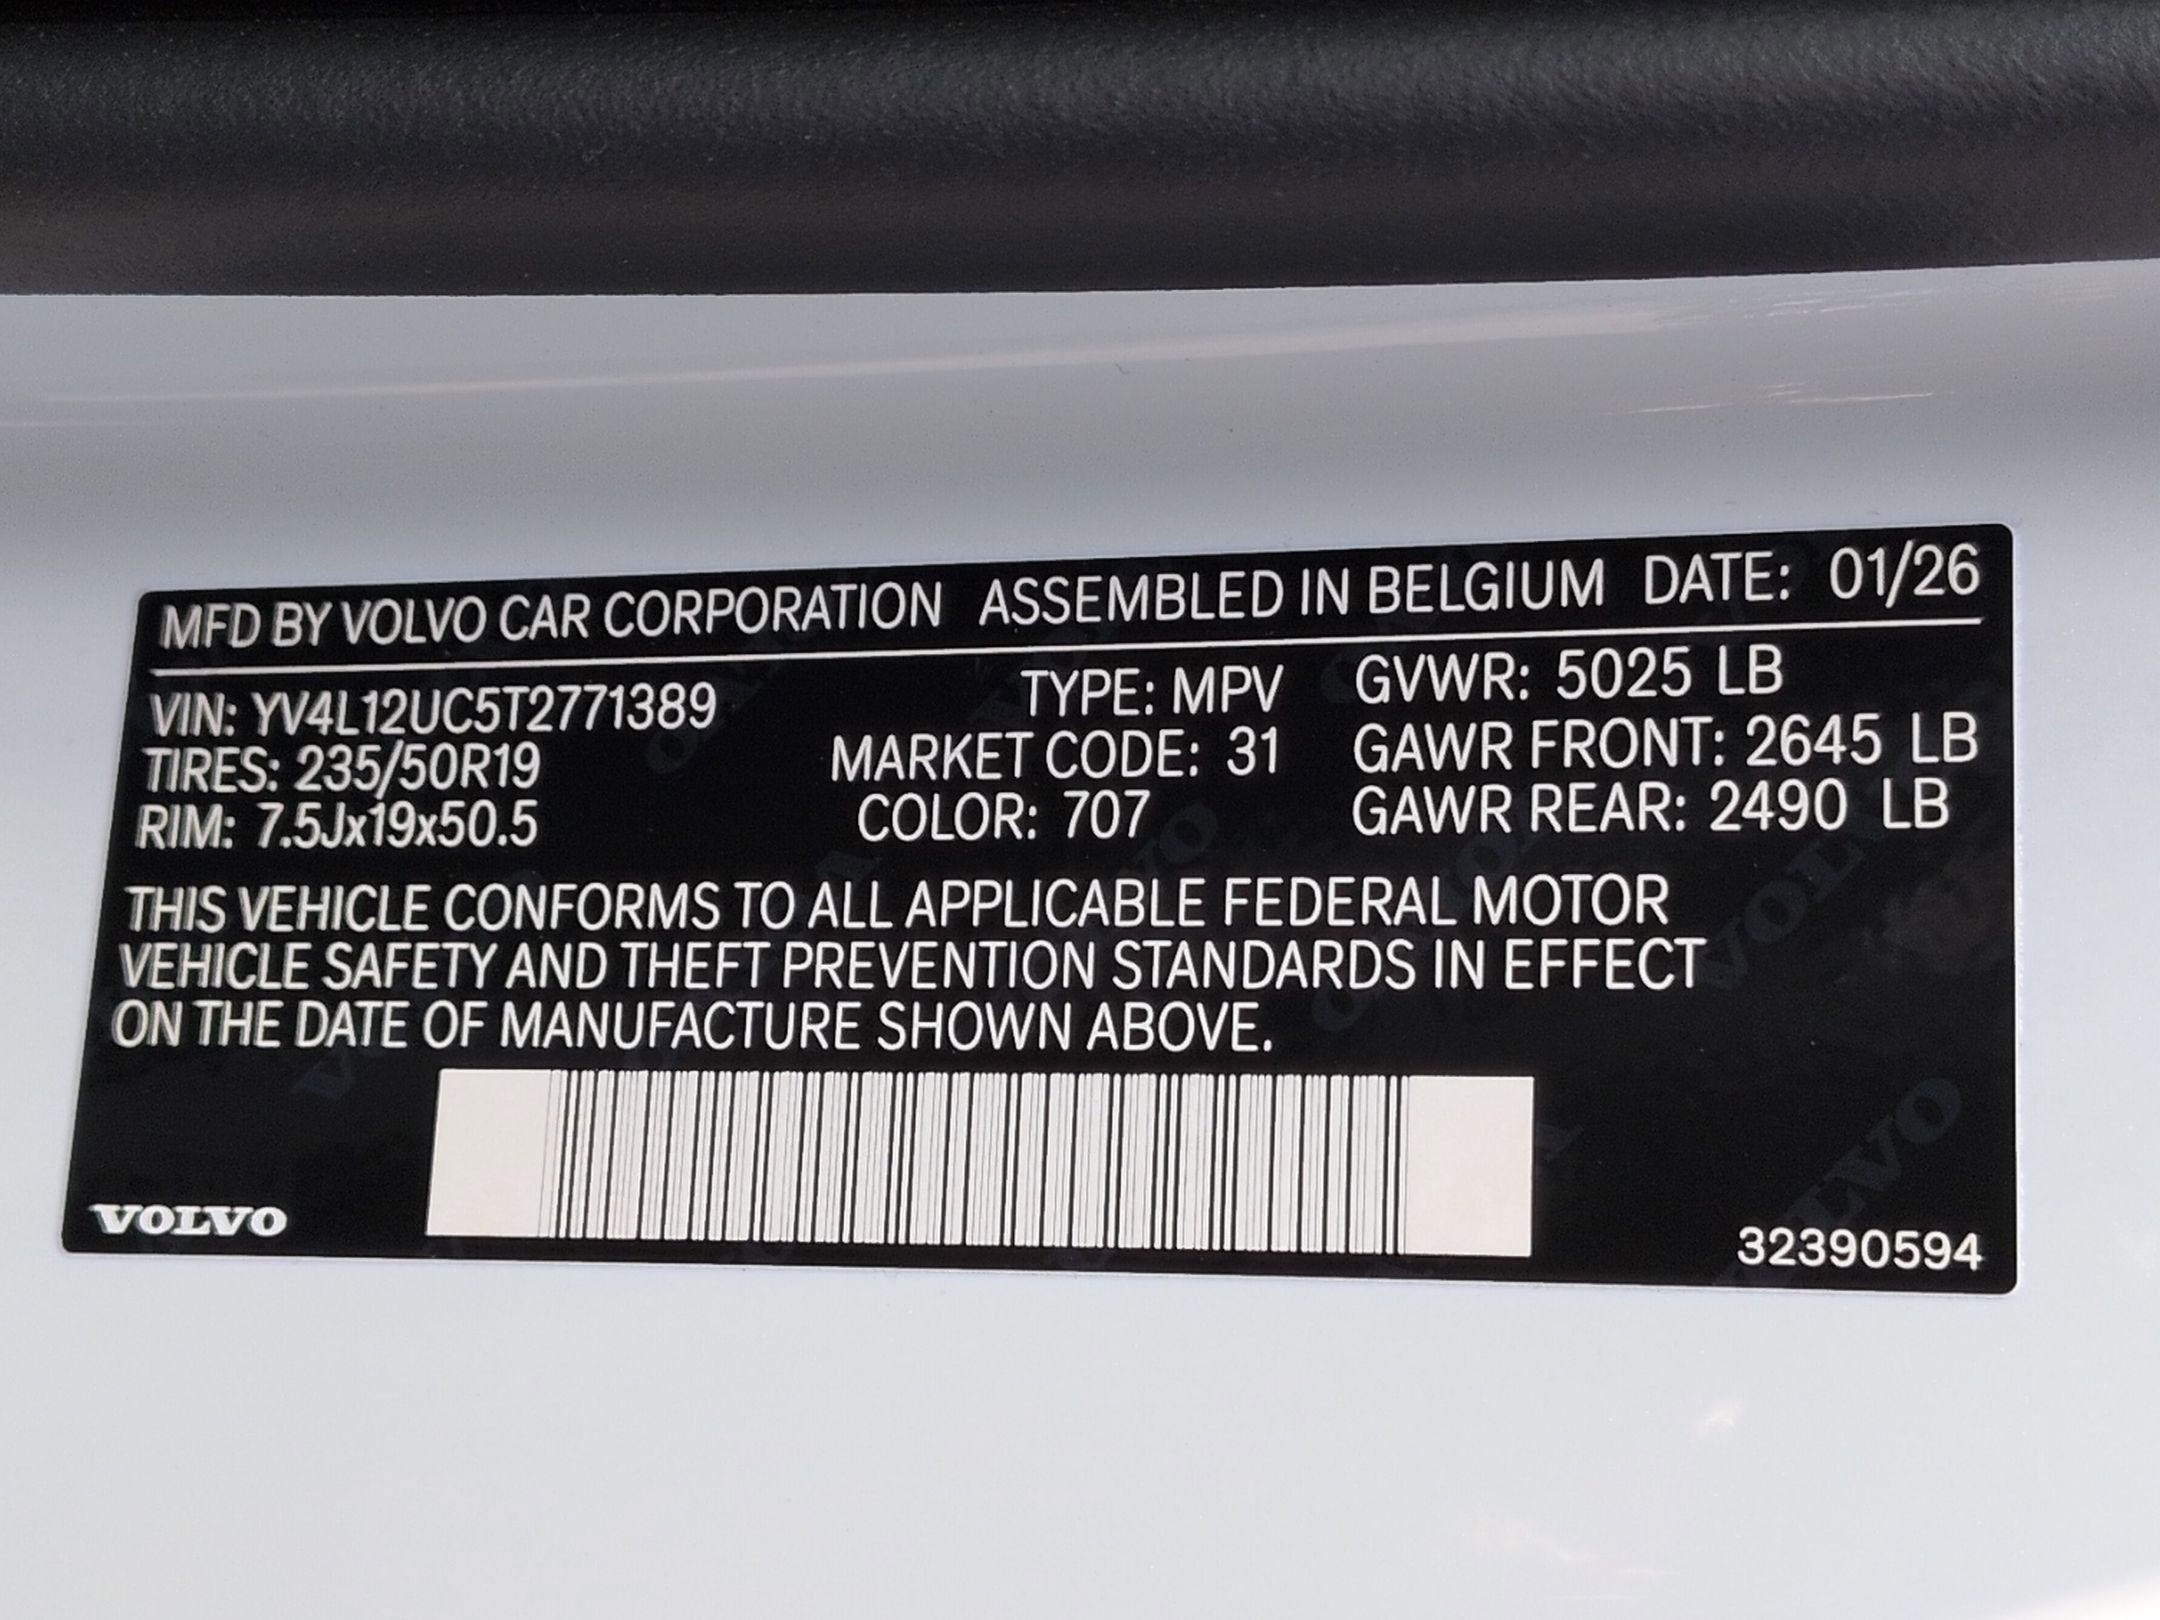 MFD BY VOLVO CAR CORPORATION ASSEMBLED IN BELGIUM DATE: 01/26
VIN: YV4L12UC5T2771389 TYPE: MPV GVWR: 5025 LB
TIRES: 235/50R19 MARKET CODE: 31 GAWR FRONT: 2645 LB
RIM: 7.5Jx19x50.5 COLOR: 707 GAWR REAR: 2490 LB
THIS VEHICLE CONFORMS TO ALL APPLICABLE FEDERAL MOTOR
VEHICLE SAFETY AND THEFT PREVENTION STANDARDS IN EFFECT
ON THE DATE OF MANUFACTURE SHOWN ABOVE.
VOLVO 32390594